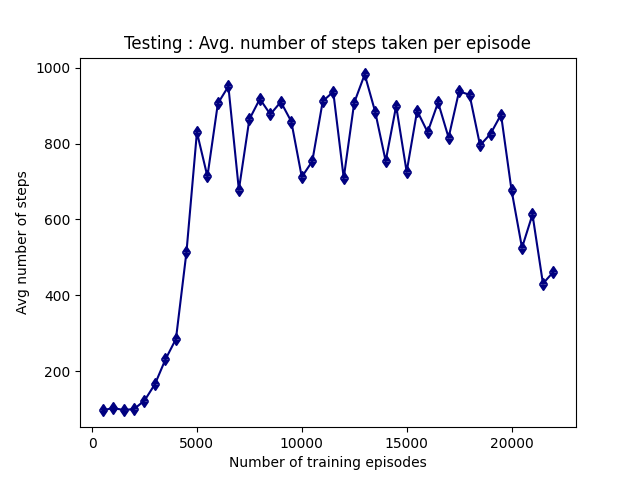 Testing : Avg. number of steps taken per episode
1000
800
600
400
200
Avg number of steps
0 5000 10000 15000 20000
Number of training episodes